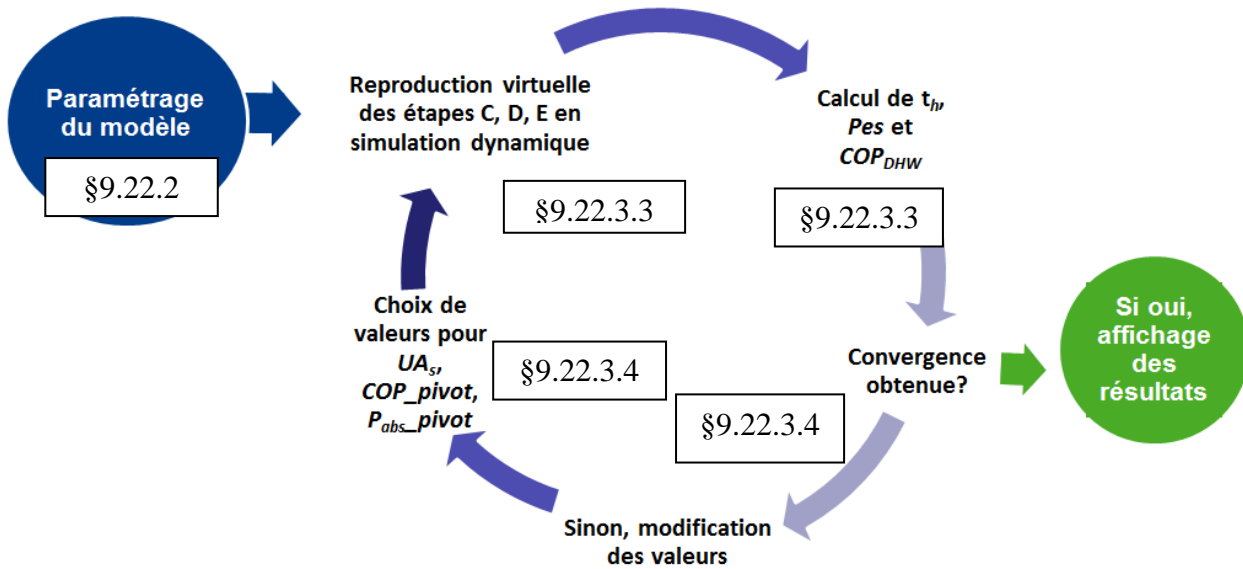 Paramétrage
du modèle
§9.22.2
Reproduction virtuelle
des étapes C, D, E en
simulation dynamique
§9.22.3.3
Calcul de th,
Pes et
COPDHW
§9.22.3.3
Convergence
obtenue?
§9.22.3.4
Si oui,
affichage
des
résultats
Sinon, modification
des valeurs
Choix de
valeurs pour
UAs,
COP_pivot,
Pabs_pivot
§9.22.3.4